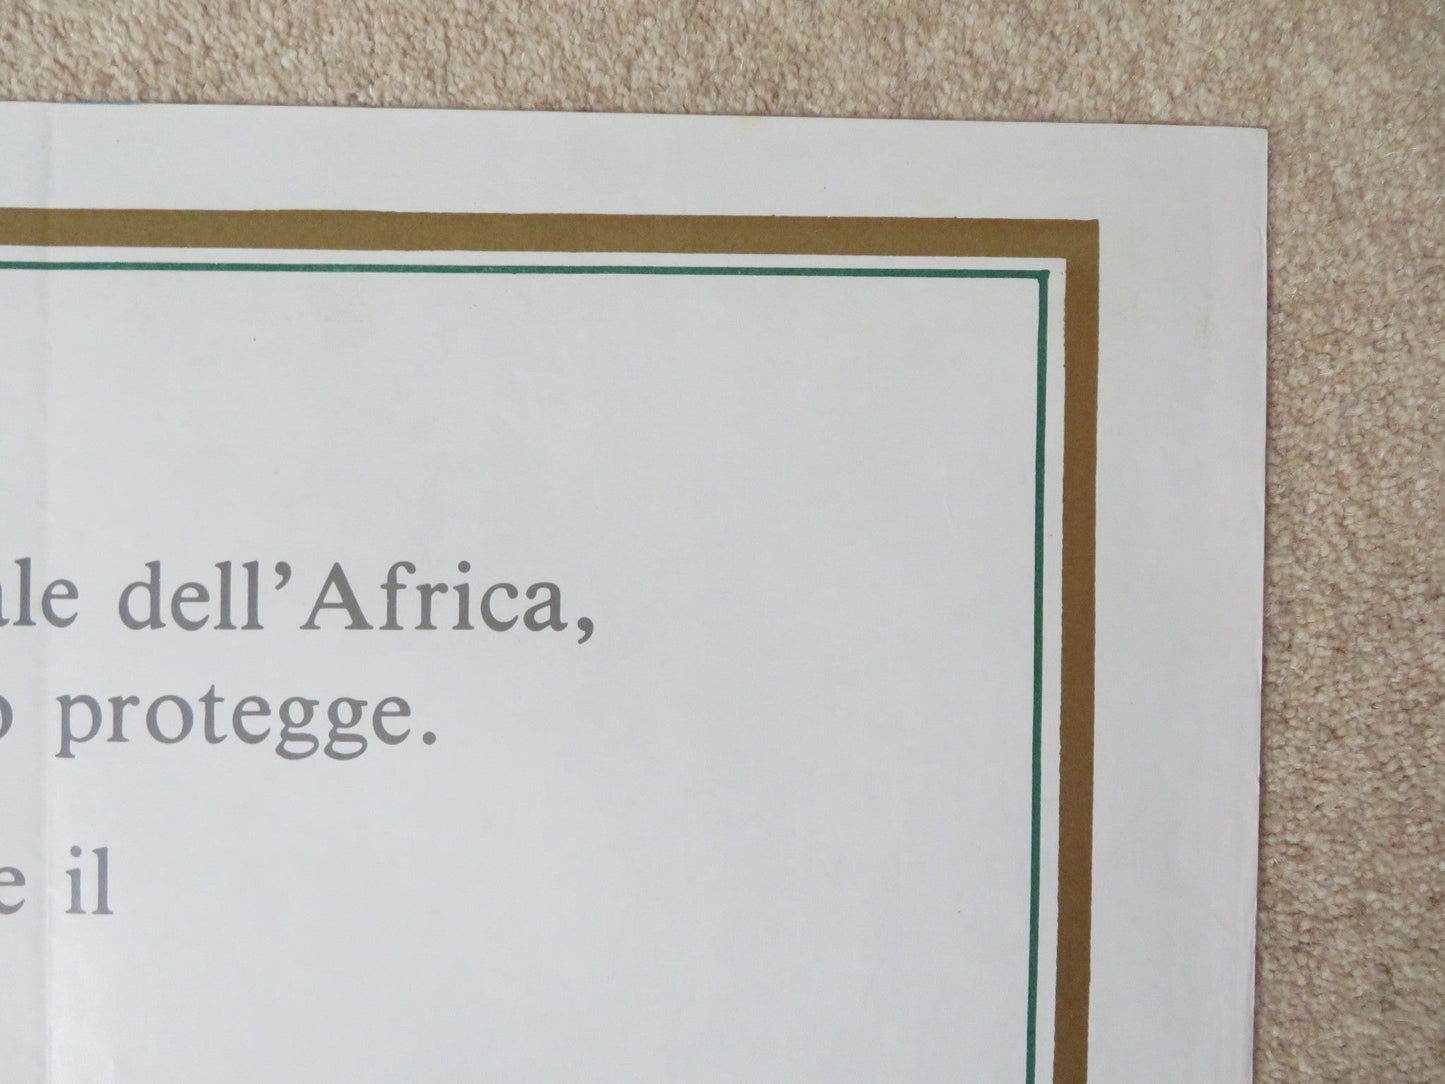 ale dell'Africa,
o protegge.
e il